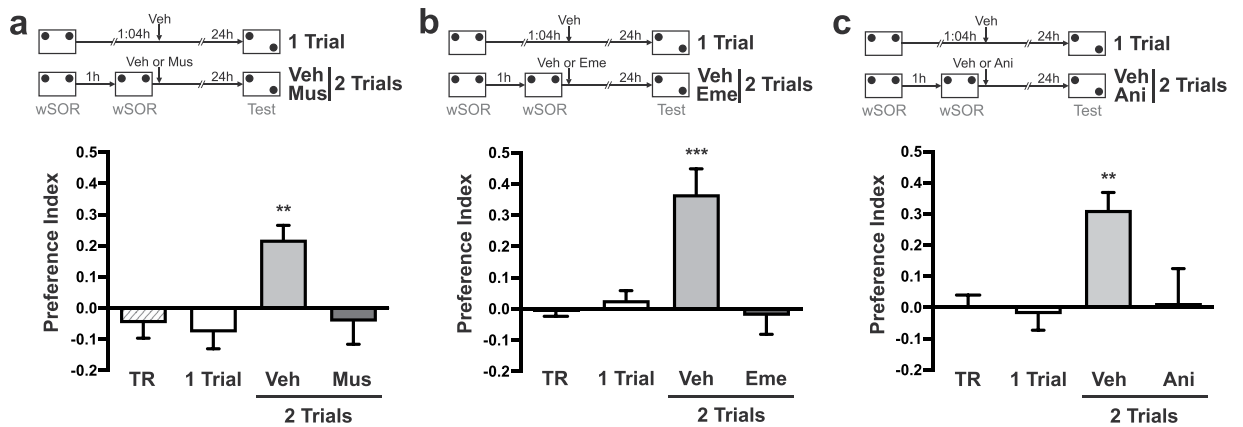 a
Veh
1:04h 24h
1 Trial
Veh or Mus
1h 24h
Veh
Mus
2 Trials
wSOR wSOR Test
Preference Index
0.5
0.4
0.3
0.2
0.1
0.0
-0.1
-0.2
**
TR 1 Trial Veh Mus
2 Trials
b
Veh
1:04h 24h
1 Trial
Veh or Eme
1h 24h
Veh
Eme
2 Trials
wSOR wSOR Test
Preference Index
0.5
0.4
0.3
0.2
0.1
0.0
-0.1
-0.2
***
TR 1 Trial Veh Eme
2 Trials
c
Veh
1:04h 24h
1 Trial
Veh or Ani
1h 24h
Veh
Ani
2 Trials
wSOR wSOR Test
Preference Index
0.5
0.4
0.3
0.2
0.1
0.0
-0.1
-0.2
**
TR 1 Trial Veh Ani
2 Trials